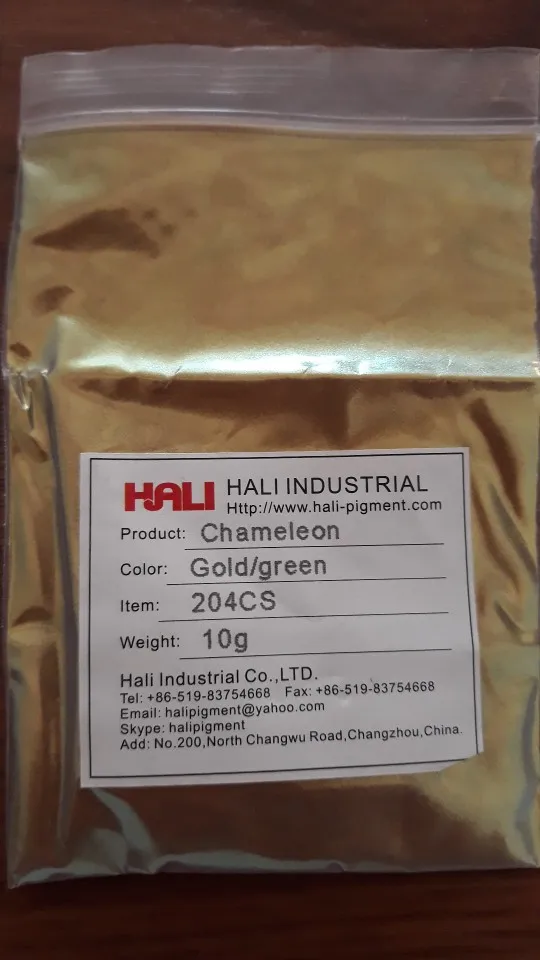 HALI HALI INDUSTRIAL
Http://www.hali-pigment.com
Product: Chameleon
Color: Gold/green
Item: 204CS
Weight: 10g
Hali Industrial Co.,LTD.
Tel: +86-519-83754668 Fax: +86-519-83754668
Email: halipigment@yahoo.com
Skype: halipigment
Add: No.200,North Changwu Road,Changzhou,China.